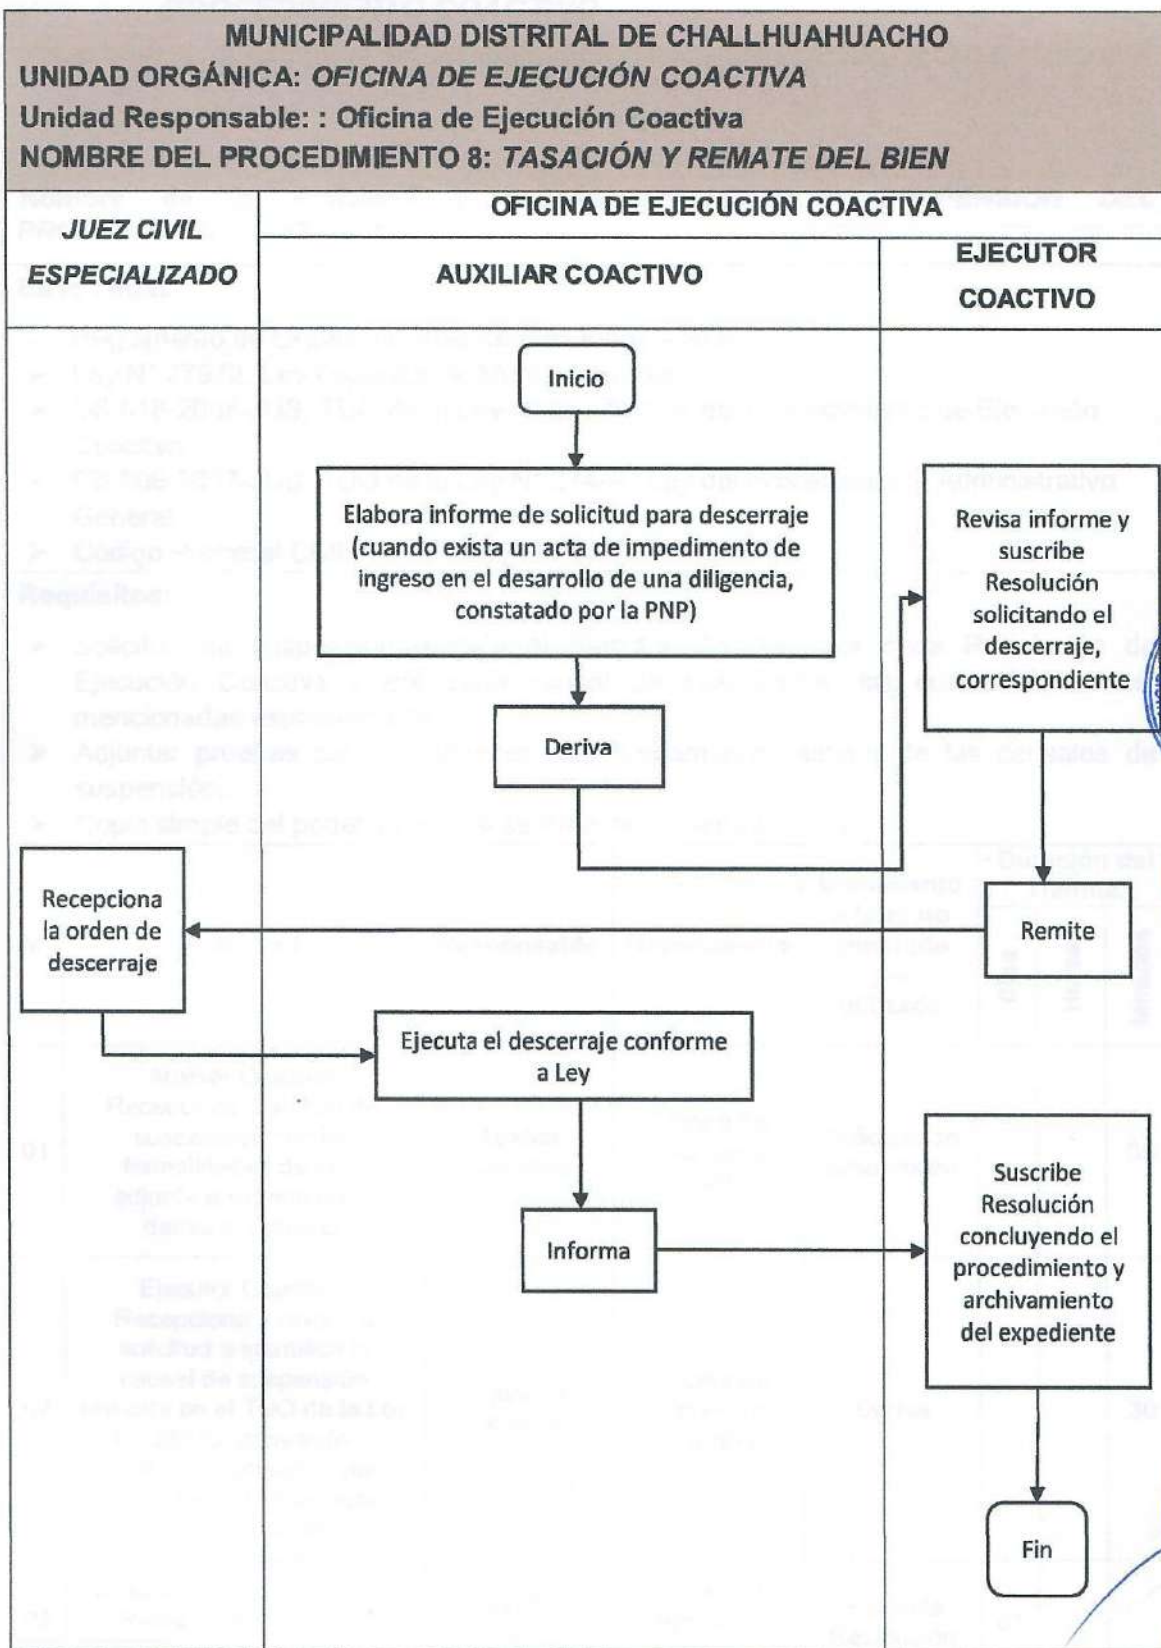 MUNICIPALIDAD DISTRITAL DE CHALLHUAHUACHO
UNIDAD ORGÁNICA: OFICINA DE EJECUCIÓN COACTIVA
Unidad Responsable: : Oficina de Ejecución Coactiva
NOMBRE DEL PROCEDIMIENTO 8: TASACIÓN Y REMATE DEL BIEN
JUEZ CIVIL
ESPECIALIZADO
OFICINA DE EJECUCIÓN COACTIVA
AUXILIAR COACTIVO
EJECUTOR
COACTIVO
Inicio
Elabora informe de solicitud para descerraje
(cuando exista un acta de impedimento de
ingreso en el desarrollo de una diligencia,
constatado por la PNP)
Deriva
Revisa informe y
suscribe
Resolución
solicitando el
descerraje,
correspondiente
Remite
Recepciona
la orden de
descerraje
Ejecuta el descerraje conforme
a Ley
Informa
Suscribe
Resolución
concluyendo el
procedimiento y
archivamiento
del expediente
Fin